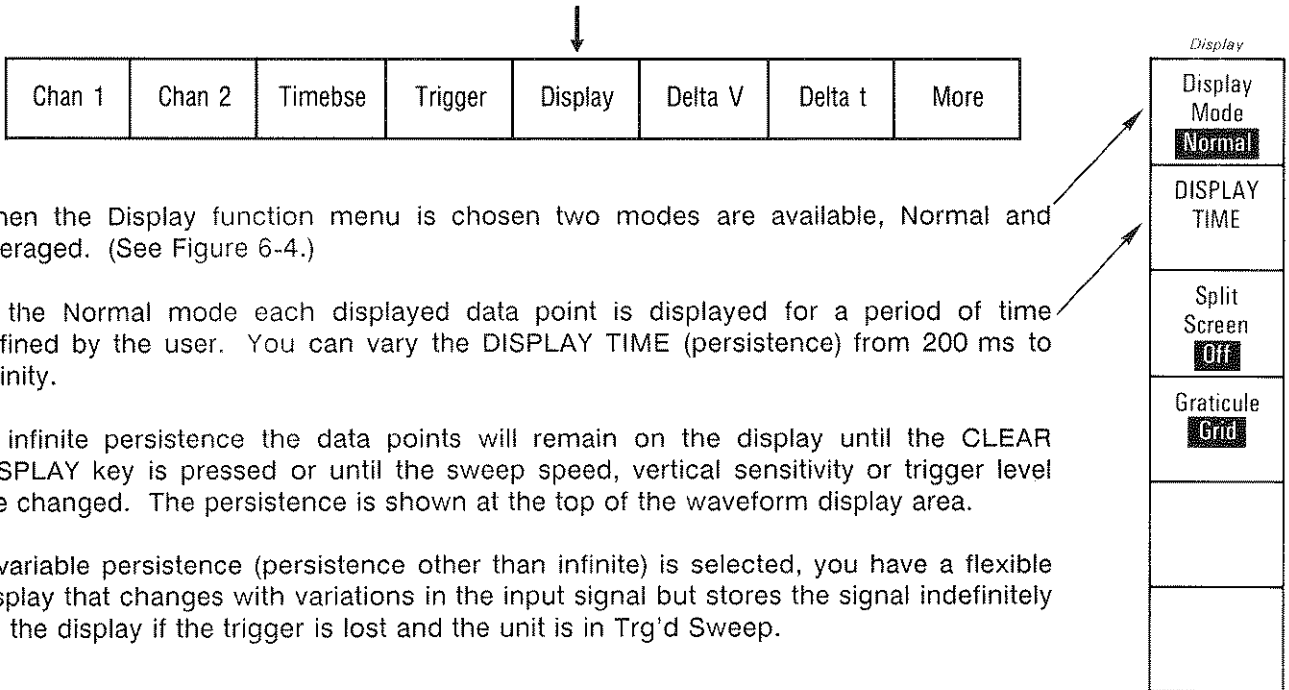 Chan 1 Chan 2 Timebse Trigger Display Delta V Delta t More
hen the Display function menu is chosen two modes are available, Normal and
eraged. (See Figure 6-4.)
the Normal mode each displayed data point is displayed for a period of time
fined by the user. You can vary the DISPLAY TIME (persistence) from 200 ms to
inity.
infinite persistence the data points will remain on the display until the CLEAR
SPLAY key is pressed or until the sweep speed, vertical sensitivity or trigger level
e changed. The persistence is shown at the top of the waveform display area.
variable persistence (persistence other than infinite) is selected, you have a flexible
splay that changes with variations in the input signal but stores the signal indefinitely
the display if the trigger is lost and the unit is in Trg'd Sweep.
Display
Display
Mode
Normal
DISPLAY
TIME
Split
Screen
Off
Graticule
Grid